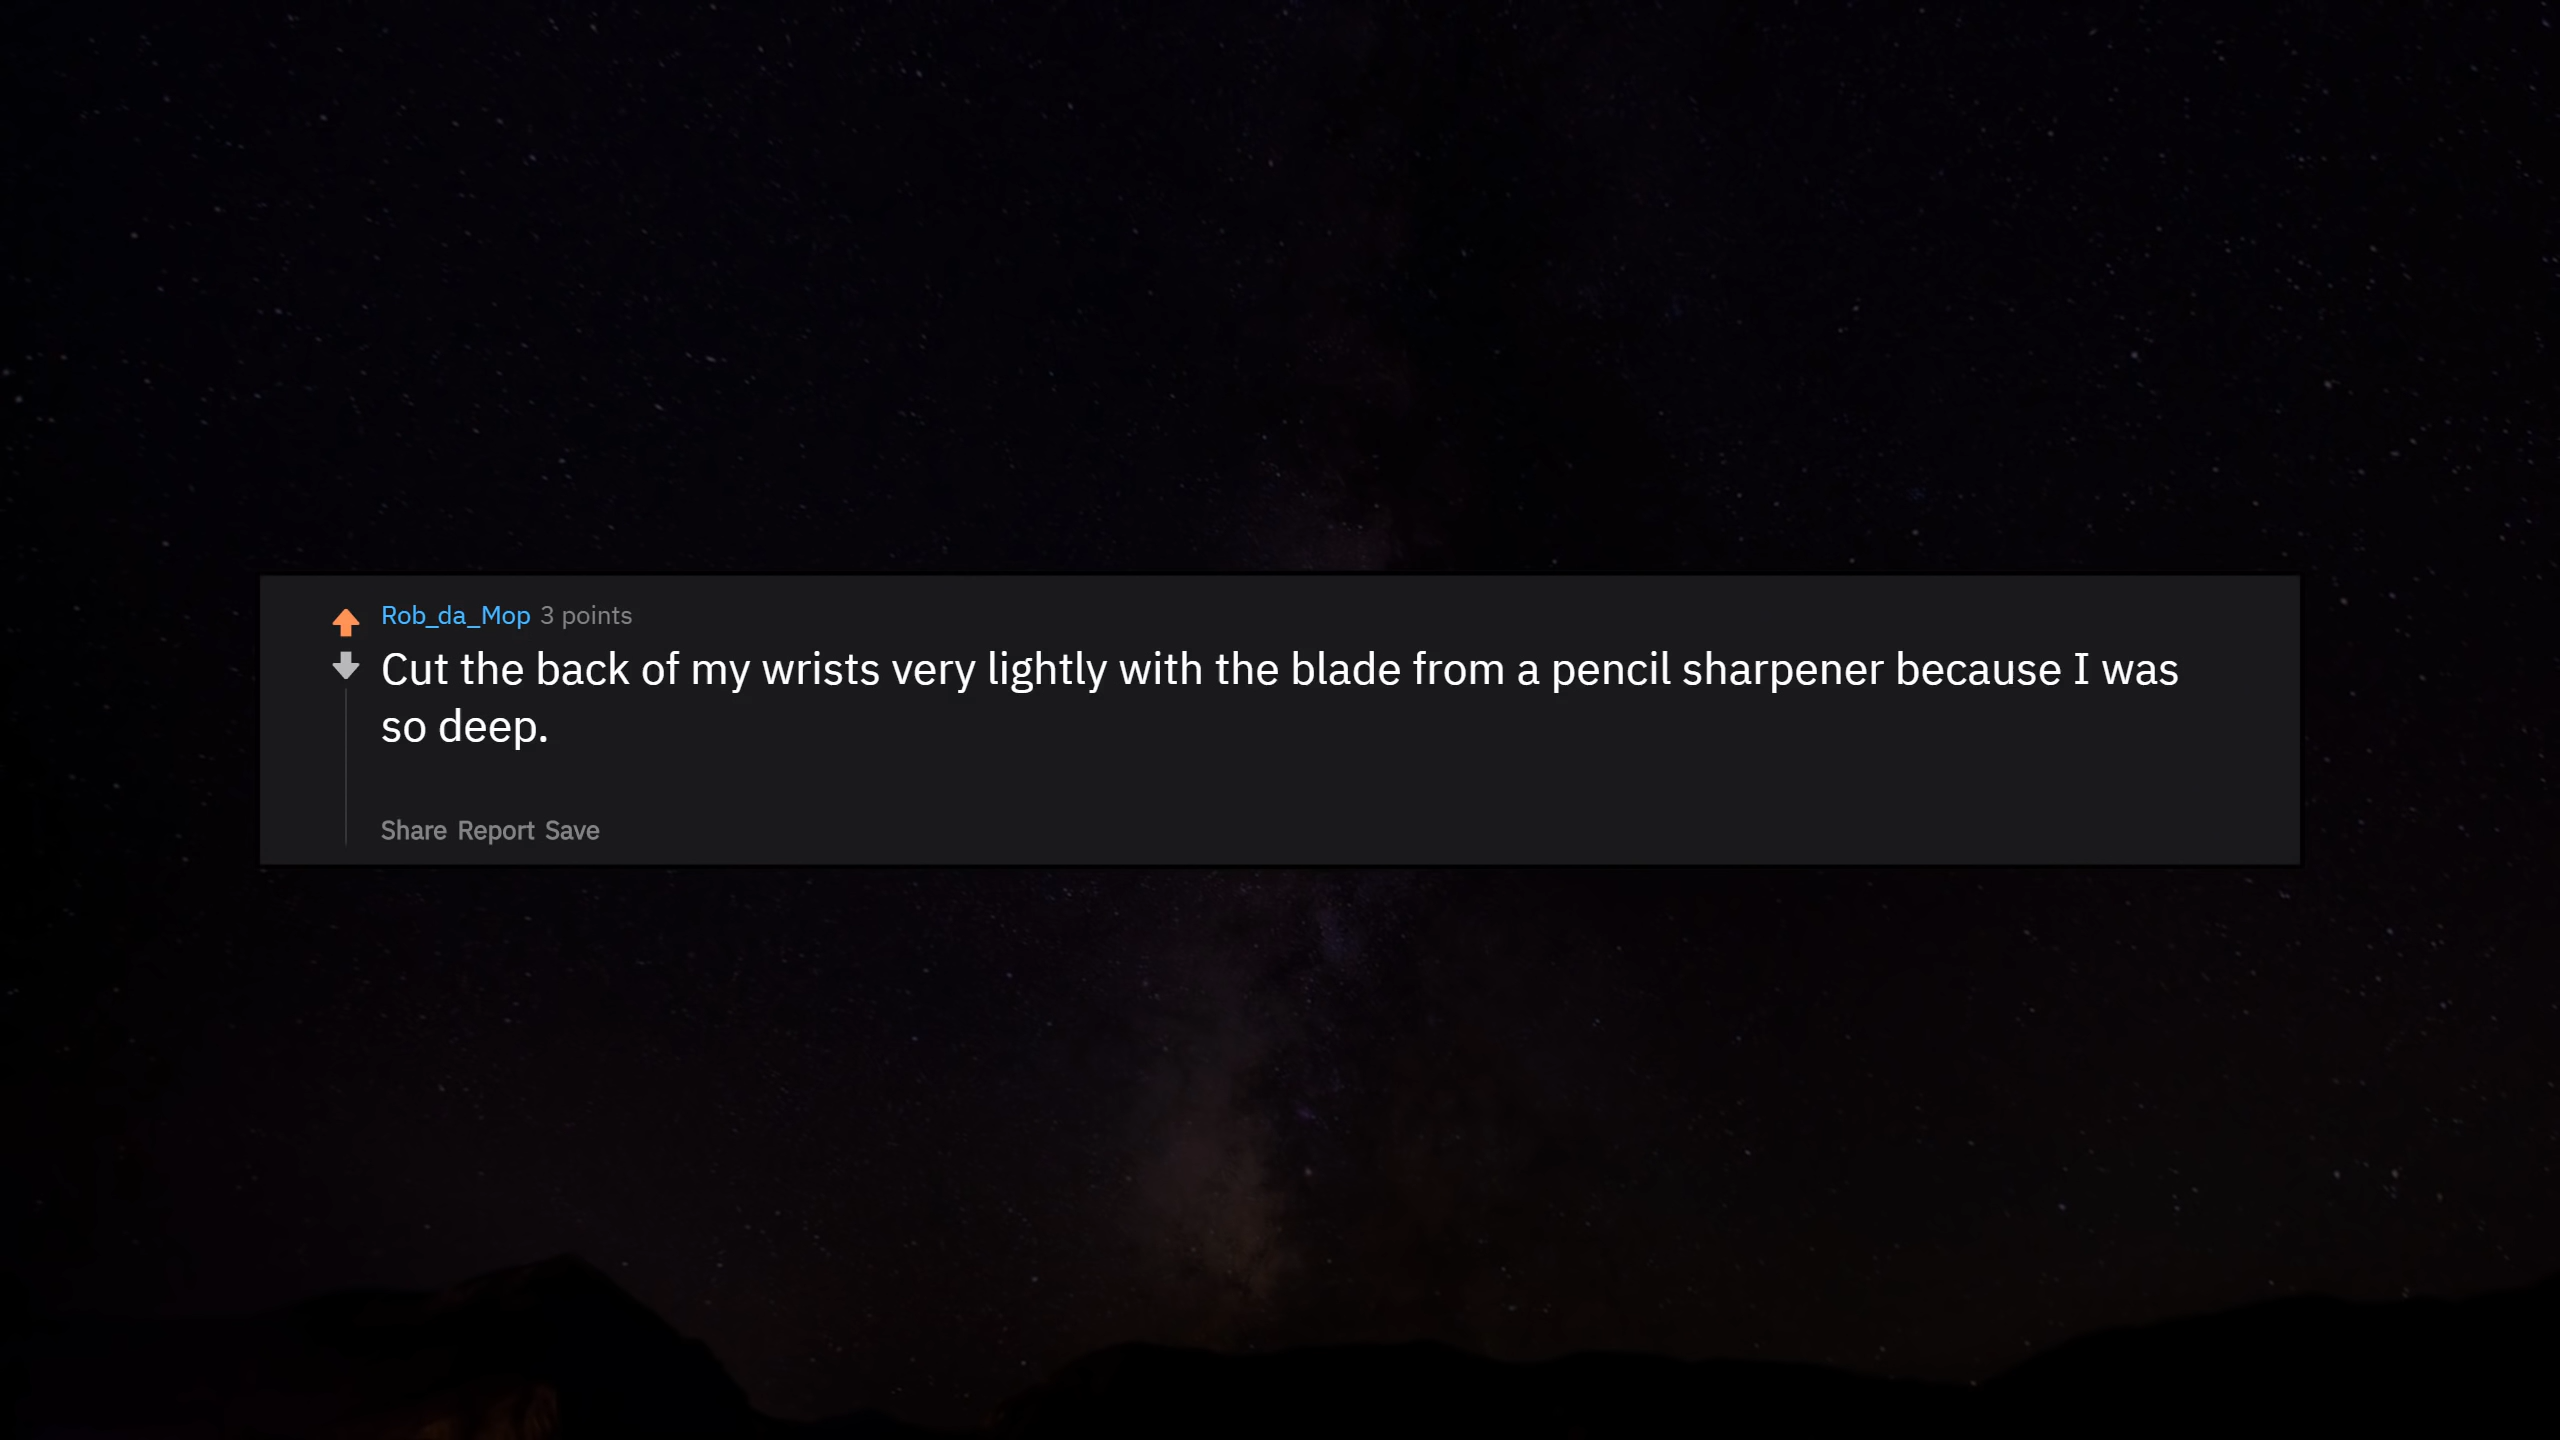 Rob_da_Mop 3 points
Cut the back of my wrists very lightly with the blade from a pencil sharpener because I was
so deep.
Share Report Save